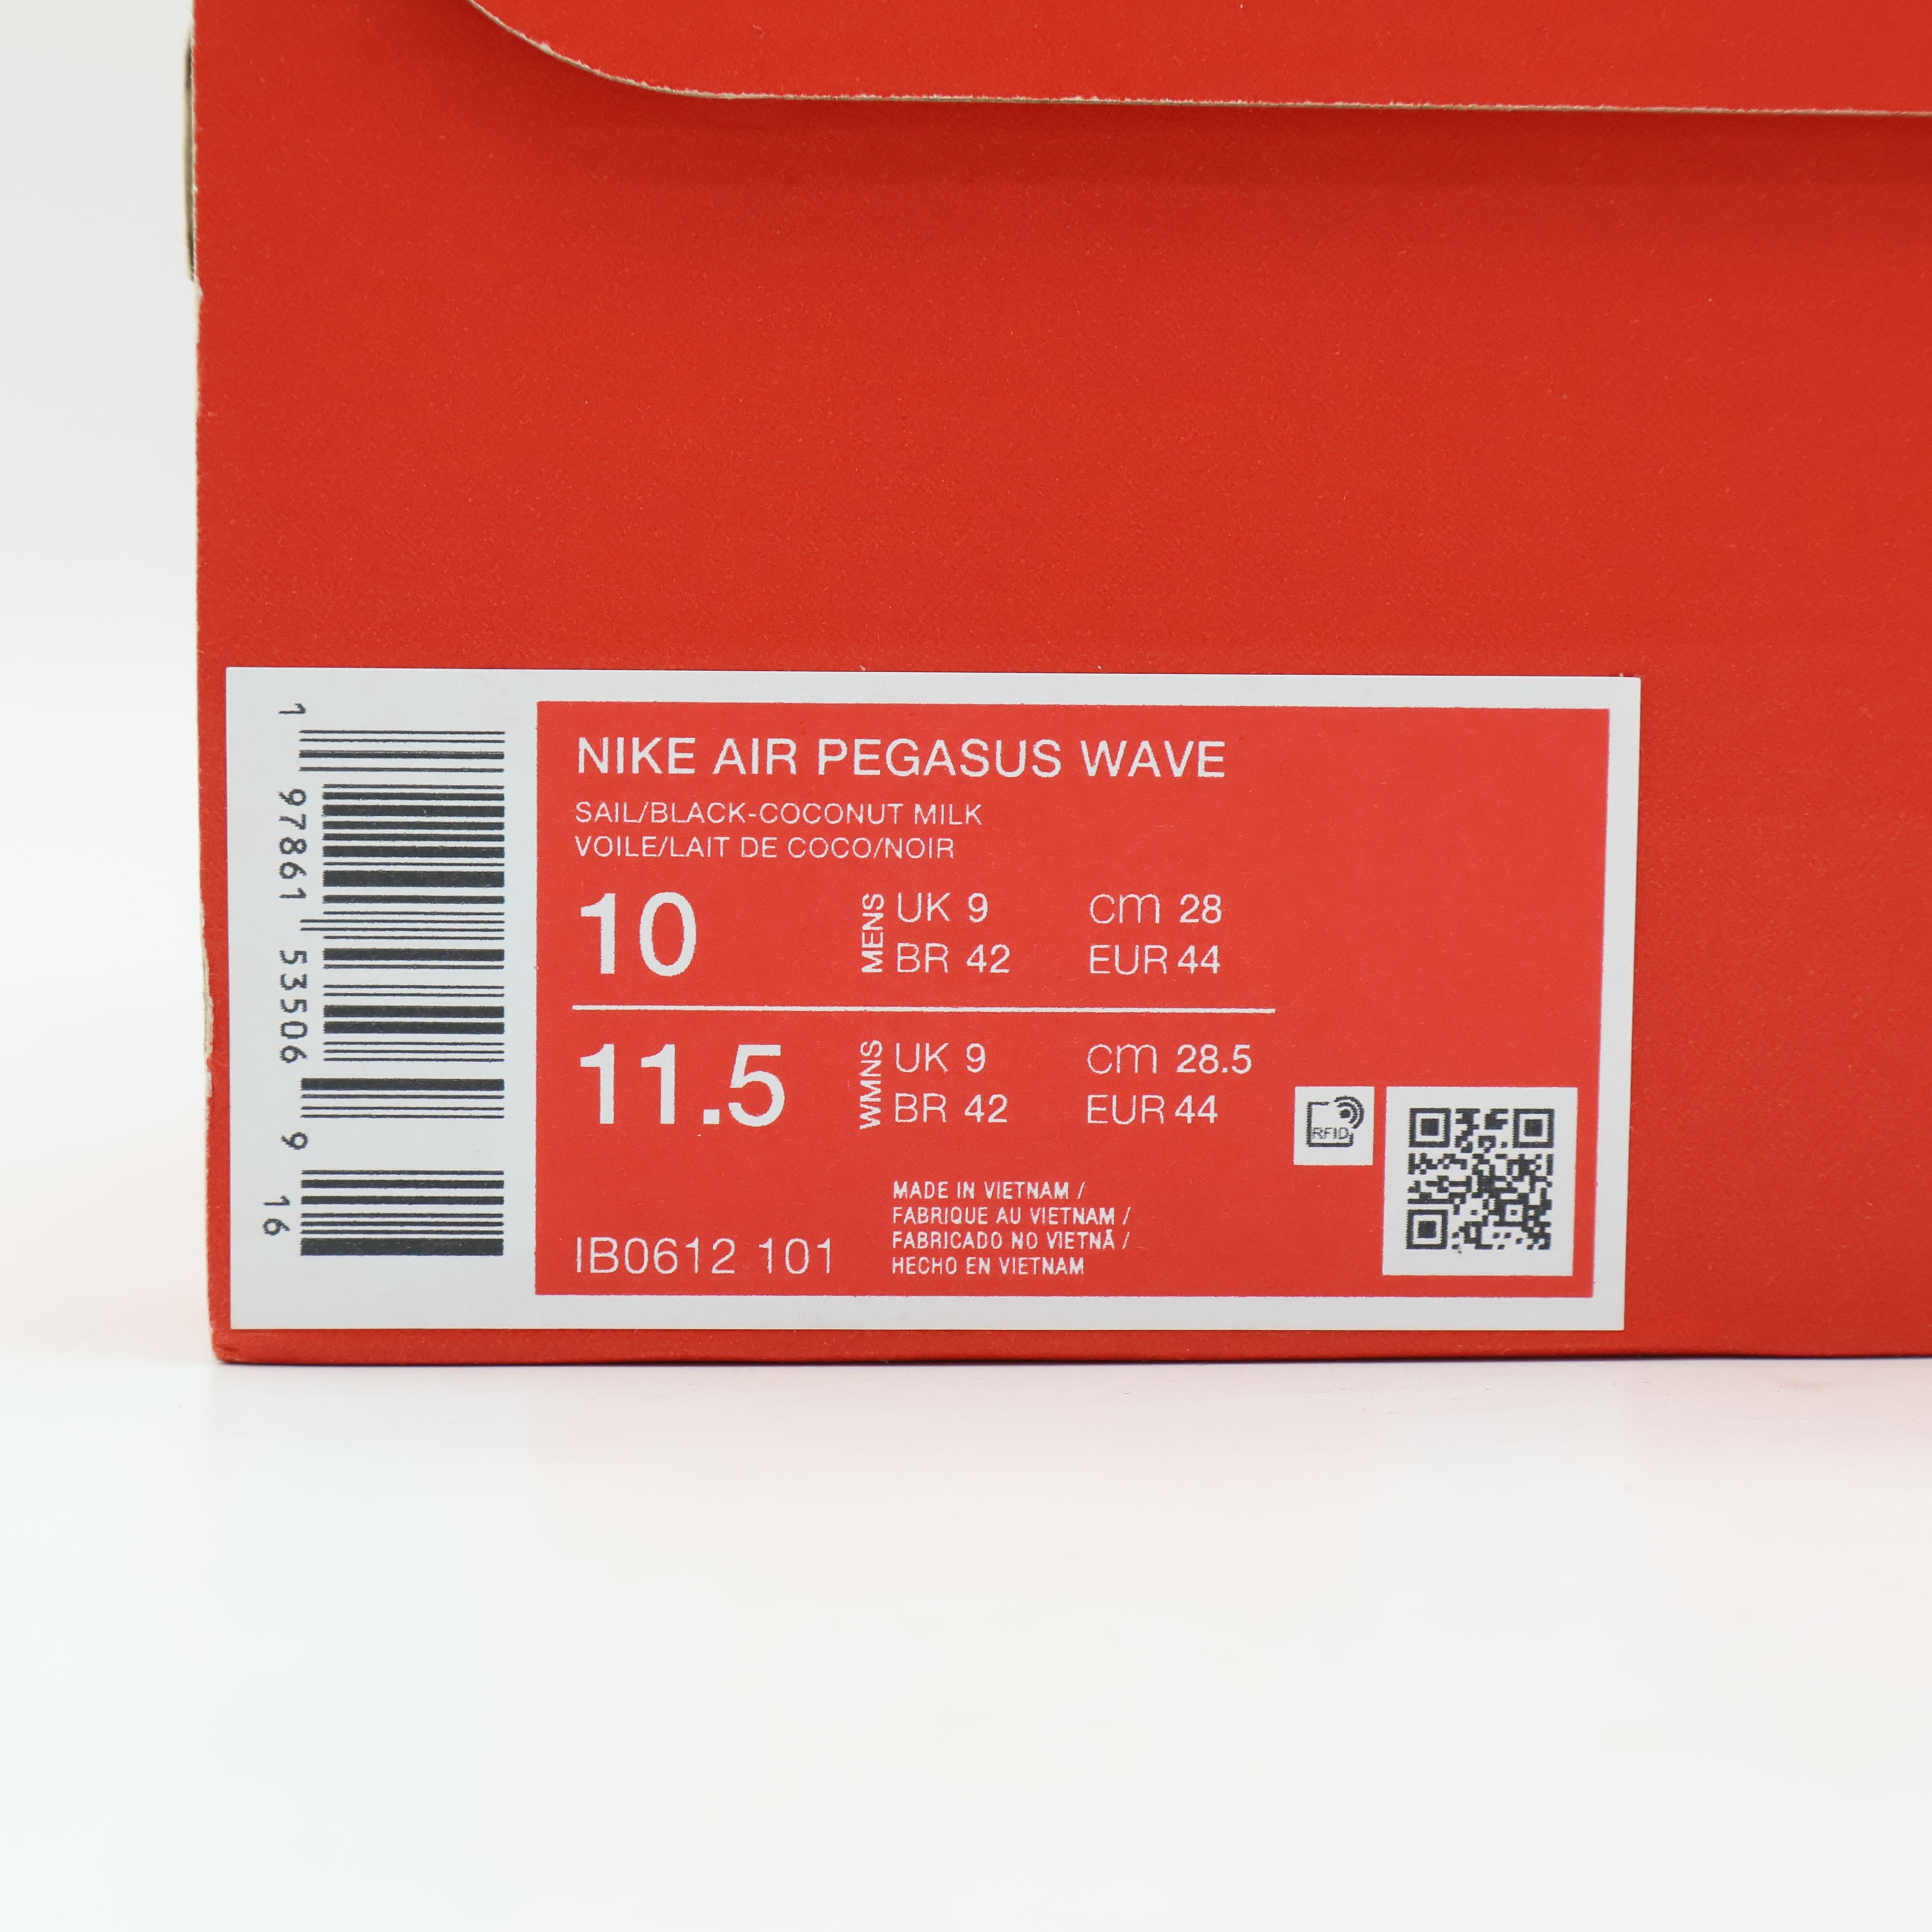 1 97861 53506 9 16
NIKE AIR PEGASUS WAVE
SAIL/BLACK-COCONUT MILK
VOILE/LAIT DE COCO/NOIR
10 MENS UK 9 cm 28
BR 42 EUR 44
11.5 WMNS UK 9 cm 28.5
BR 42 EUR 44
RFID
MADE IN VIETNAM /
FABRIQUE AU VIETNAM /
FABRICADO NO VIETNÃ /
HECHO EN VIETNAM
IB0612 101